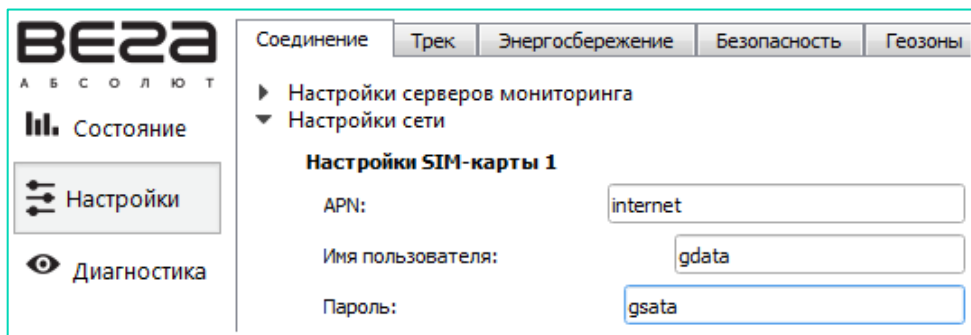 ВЕГА
АБСОЛЮТ
Состояние
Настройки
Диагностика
Соединение Трек Энергосбережение Безопасность Геозоны
Настройки серверов мониторинга
Настройки сети
Настройки SIM-карты 1
APN: internet
Имя пользователя: gdata
Пароль: gsata